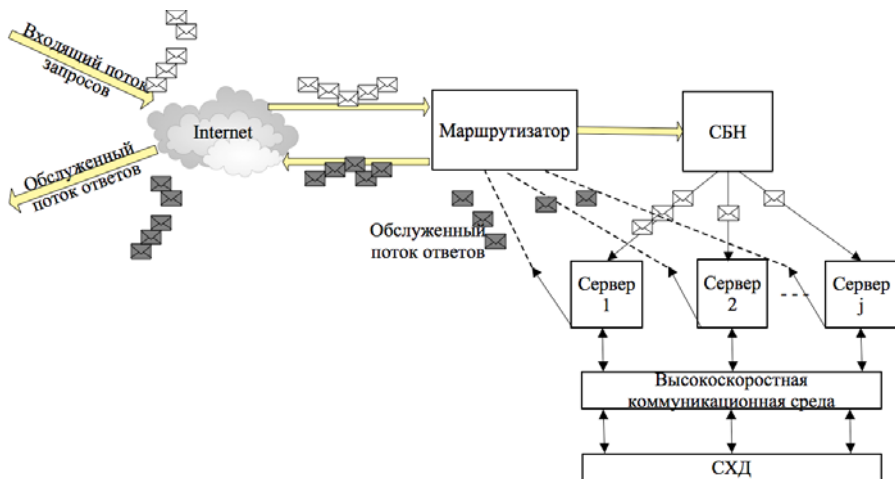 Входящий поток
запросов
Internet
Обслуженный
поток ответов
Маршрутизатор
СБН
Обслуженный
поток ответов
Сервер
1
Сервер
2
Сервер
j
Высокоскоростная
коммуникационная среда
СХД